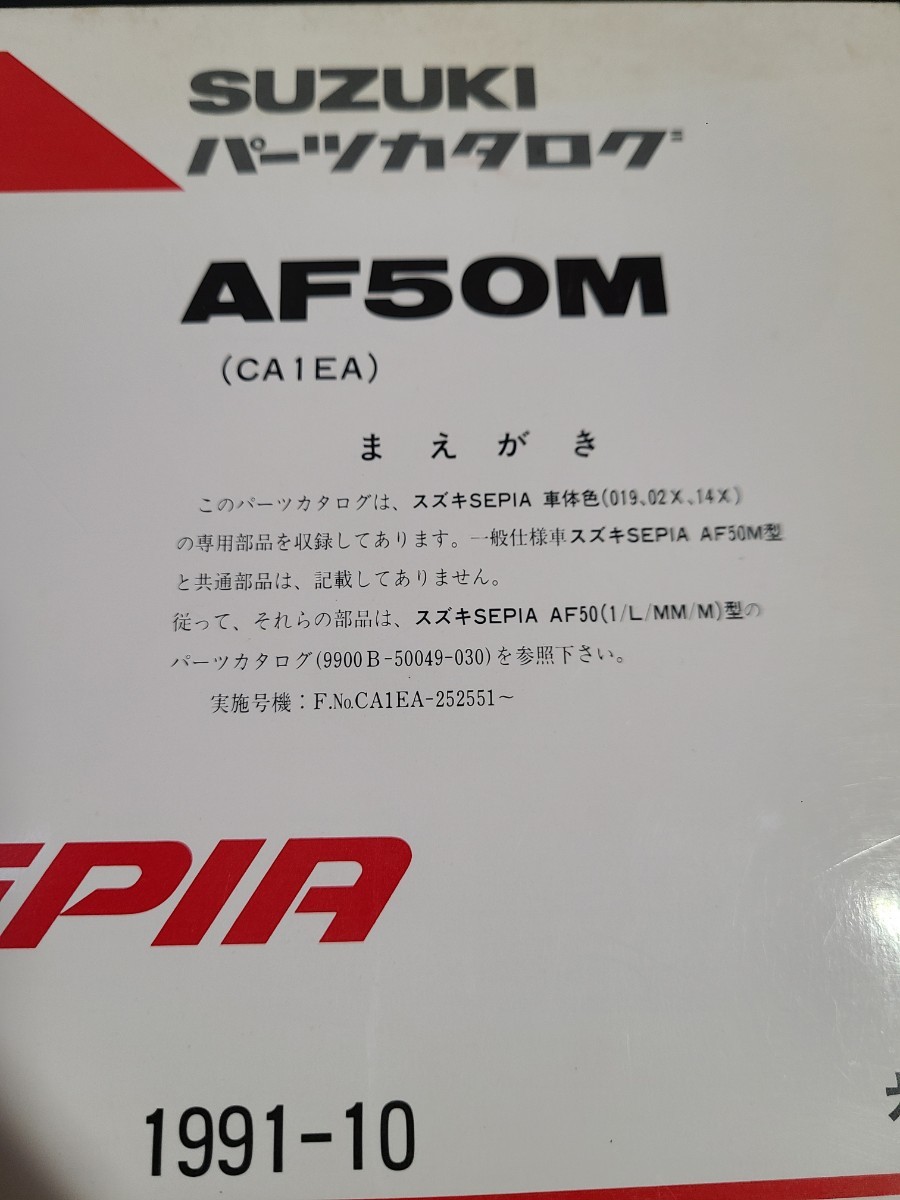 SUZUKI
パーツカタログ
AF50M
(CA1EA)
まえがき
このパーツカタログは、スズキSEPIA 車体色(019、02X、14X)
の専用部品を収録してあります。一般仕様車スズキSEPIA AF50M型
と共通部品は、記載してありません。
従って、それらの部品は、スズキSEPIA AF50(1/L/MM/M)型の
パーツカタログ(9900B-50049-030)を参照下さい。
実施号機:F.No.CA1EA-252551~
EPIA
1991-10